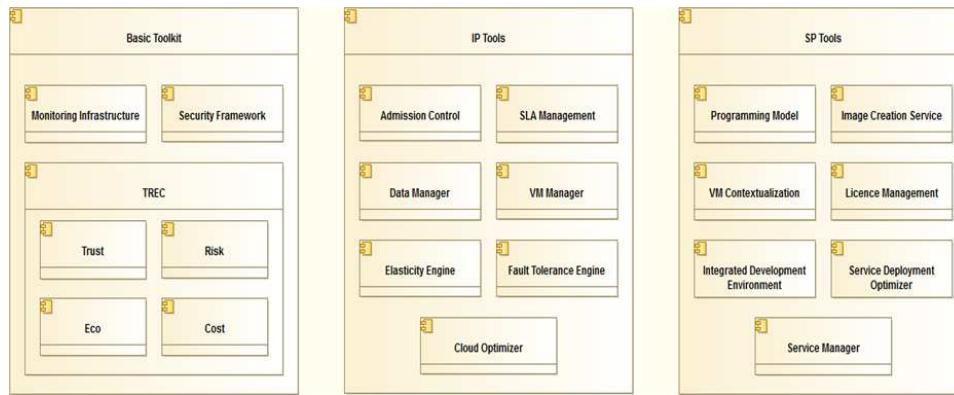 Basic Toolkit
Monitoring Infrastructure
Security Framework
TREC
Trust
Risk
Eco
Cost
IP Tools
Admission Control
SLA Management
Data Manager
VM Manager
Elasticity Engine
Fault Tolerance Engine
Cloud Optimizer
SP Tools
Programming Model
Image Creation Service
VM Contextualization
Licence Management
Integrated Development
Environment
Service Deployment
Optimizer
Service Manager